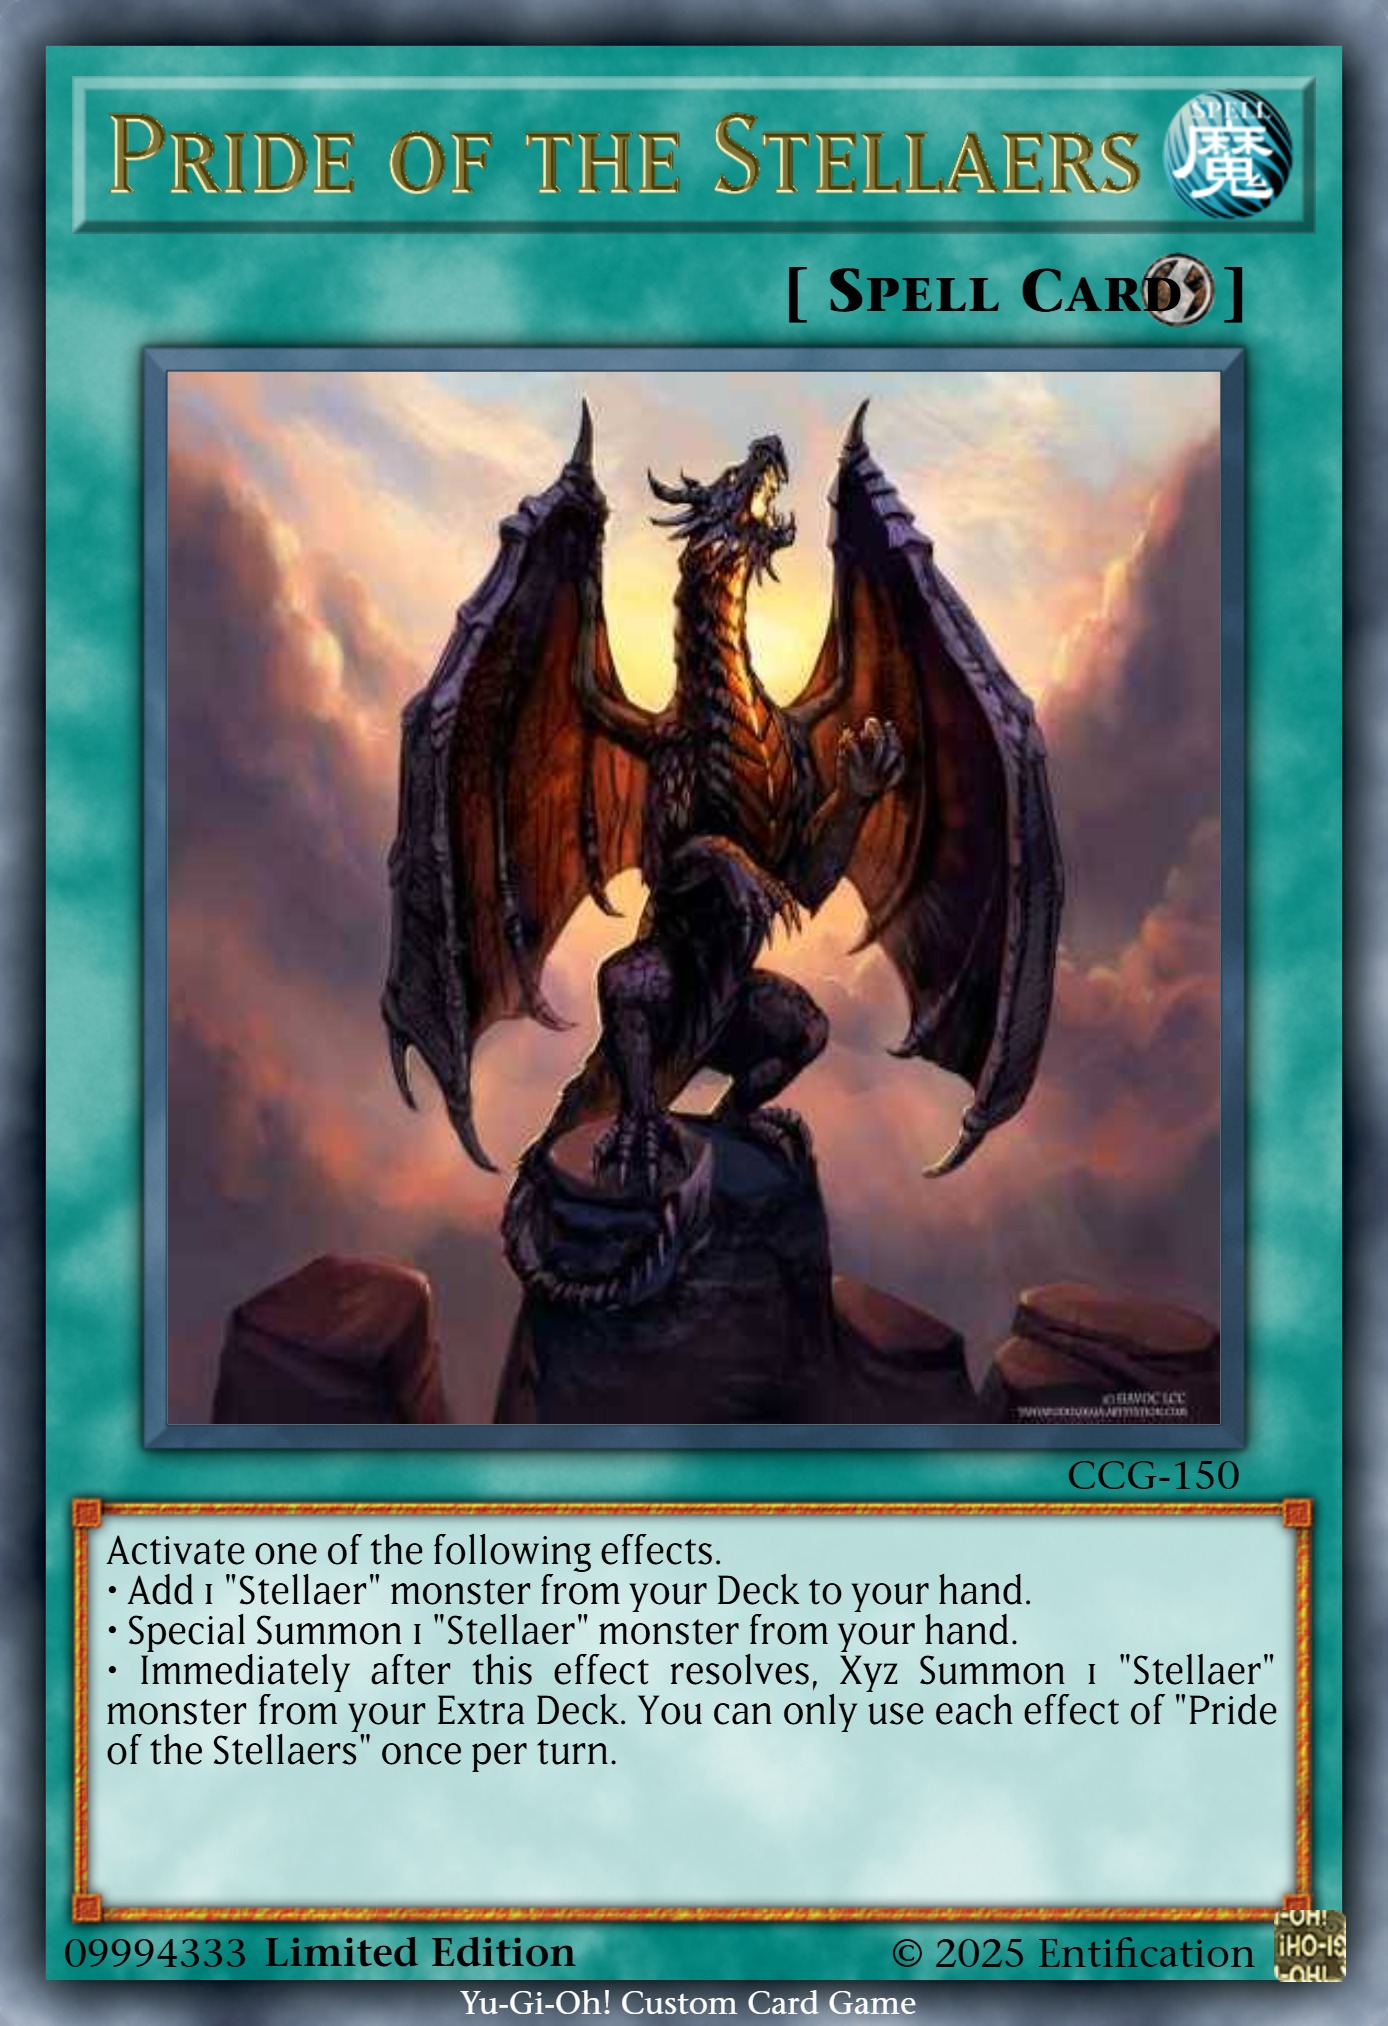 PRIDE OF THE STELLAERS
SPELL
魔
[ SPELL CARD ]
© HAVOC LCC
CCG-150
Activate one of the following effects.
• Add 1 "Stellaer" monster from your Deck to your hand.
• Special Summon 1 "Stellaer" monster from your hand.
• Immediately after this effect resolves, Xyz Summon 1 "Stellaer"
monster from your Extra Deck. You can only use each effect of "Pride
of the Stellaers" once per turn.
09994333 Limited Edition
© 2025 Entification
Yu-Gi-Oh! Custom Card Game